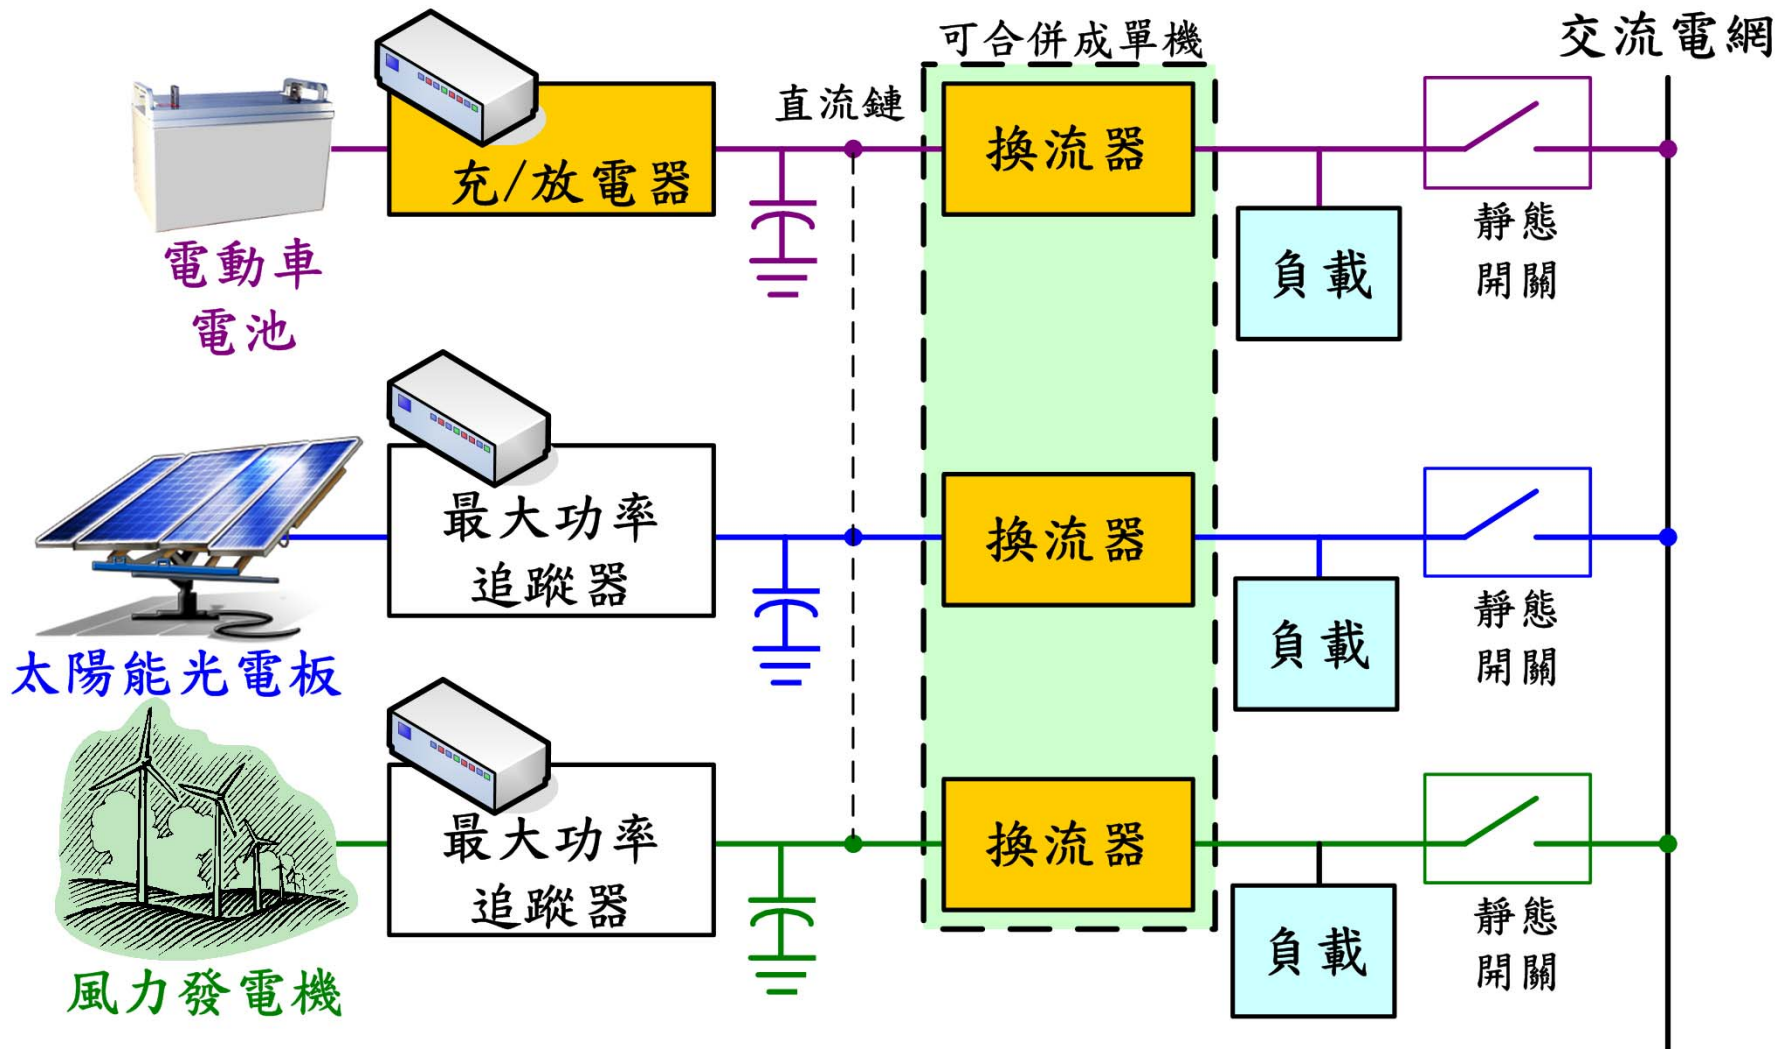 可合併成單機
交流電網
直流鏈
充/放電器
換流器
負載
靜態
開關
電動車
電池
最大功率
追蹤器
換流器
負載
靜態
開關
太陽能光電板
最大功率
追蹤器
換流器
負載
靜態
開關
風力發電機